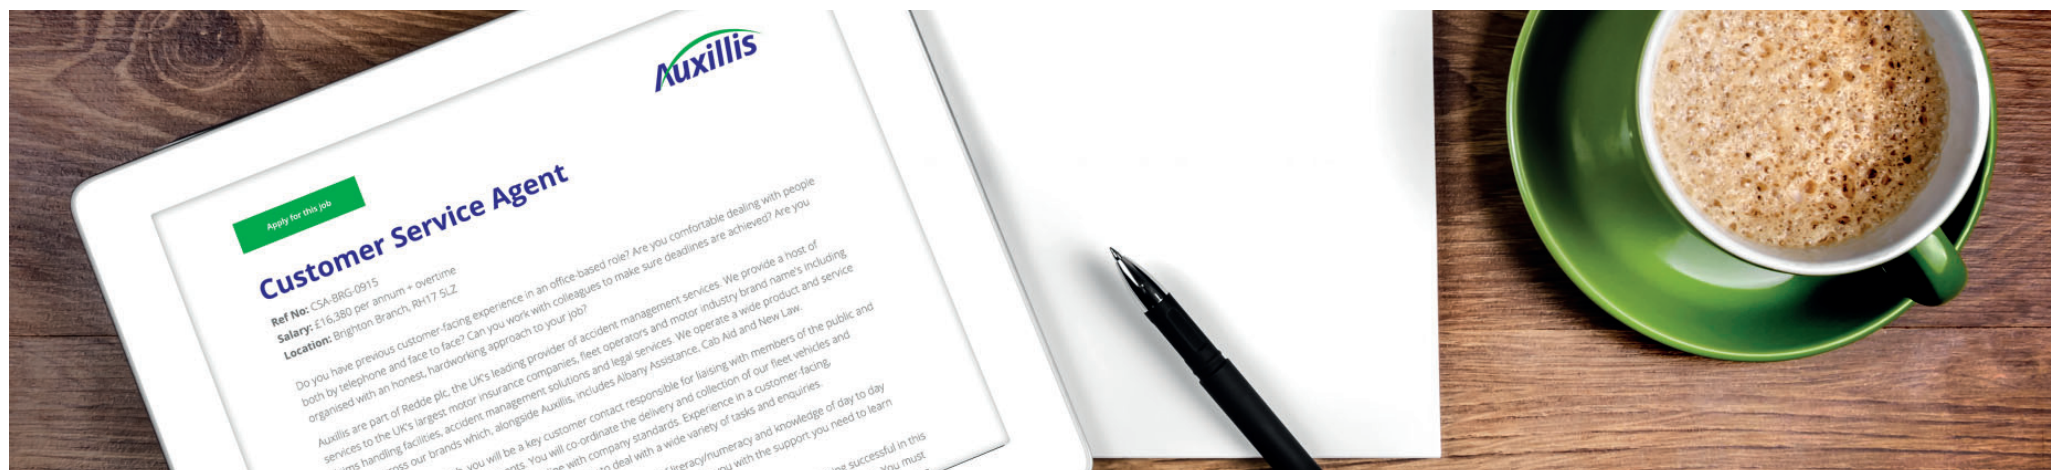 Auxillis
Apply for this job
Customer Service Agent
Ref No: CSA-BRG-0915
Salary: £16,380 per annum + overtime
Location: Brighton Branch, RH17 5LZ
Do you have previous customer-facing experience in an office-based role? Are you comfortable dealing with people
both by telephone and face to face? Can you work with colleagues to make sure deadlines are achieved? Are you
organised with an honest, hardworking approach to your job?
Auxillis are part of Redde plc, the UK's leading provider of accident management services. We provide a host of
services to the UK's largest motor insurance companies, fleet operators and motor industry brand name's including
handling facilities, accident management solutions and legal services. We operate a wide product and service
our brands which, alongside Auxillis, includes Albany Assistance, Cab Aid and New Law.
you will be a key customer contact responsible for liaising with members of the public and
You will co-ordinate the delivery and collection of our fleet vehicles and
with company standards. Experience in a customer-facing,
to deal with a wide variety of tasks and enquiries.
literacy/numeracy and knowledge of day to day
you with the support you need to learn
being successful in this
You must